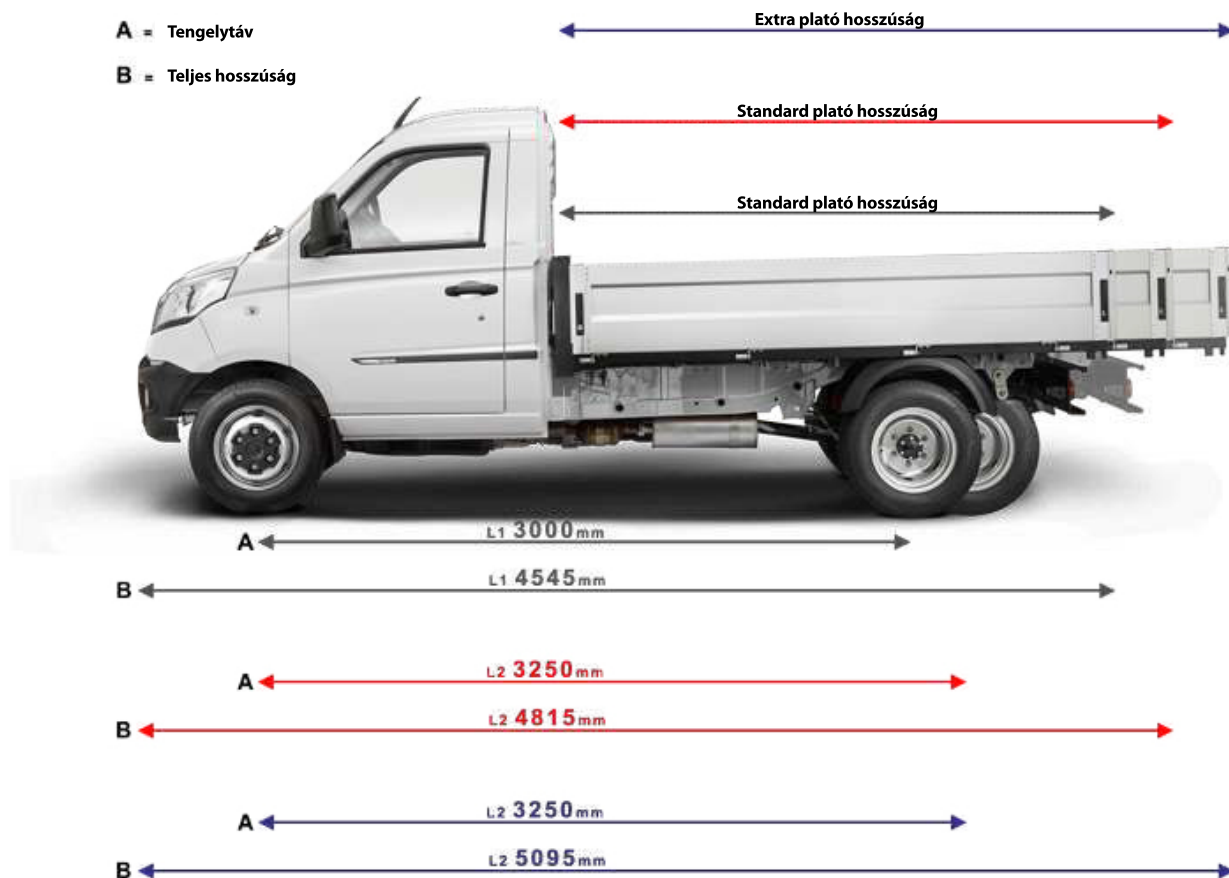 A = Tengelytáv
Extra plató hosszúság
B = Teljes hosszúság
Standard plató hosszúság
Standard plató hosszúság
A L1 3000mm
B L1 4545mm
A L2 3250mm
B L2 4815mm
A L2 3250mm
B L2 5095mm